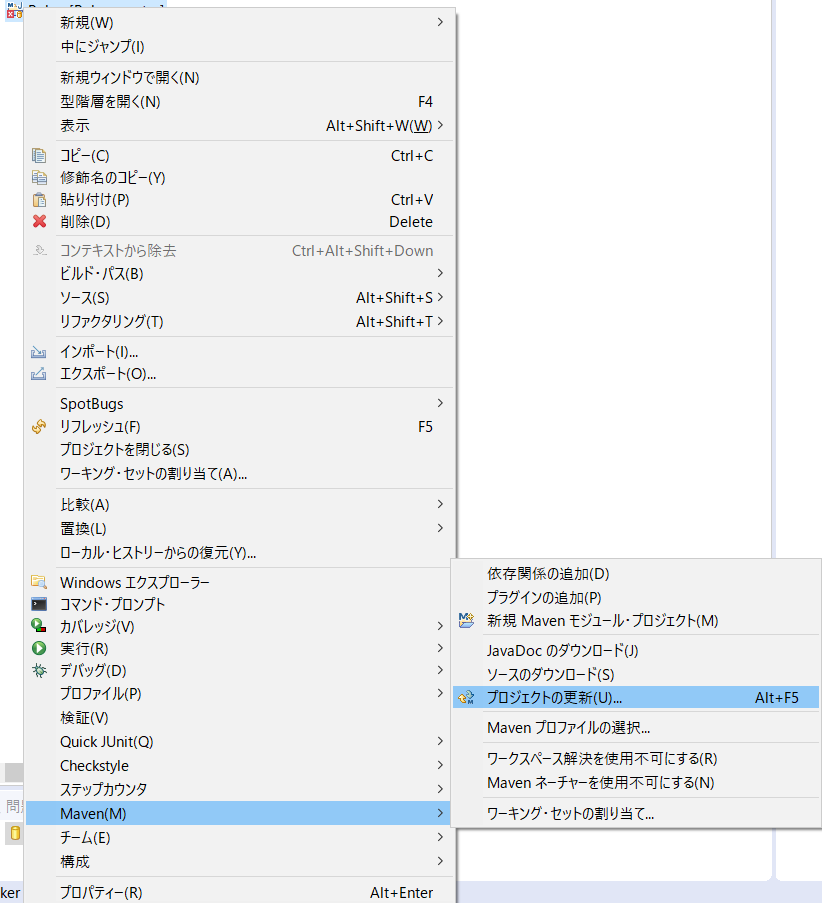 新規(W)
中にジャンプ(I)
新規ウィンドウで開く(N)
型階層を開く(N) F4
表示 Alt+Shift+W(W)
コピー(C) Ctrl+C
修飾名のコピー(Y)
貼り付け(P) Ctrl+V
削除(D) Delete
コンテキストから除去 Ctrl+Alt+Shift+Down
ビルド・パス(B)
ソース(S) Alt+Shift+S
リファクタリング(T) Alt+Shift+T
インポート(I)...
エクスポート(O)...
SpotBugs
リフレッシュ(F) F5
プロジェクトを閉じる(S)
ワーキング・セットの割り当て(A)...
比較(A)
置換(L)
ローカル・ヒストリーからの復元(Y)...
Windows エクスプローラー
コマンド・プロンプト
カバレッジ(V)
実行(R)
デバッグ(D)
プロファイル(P)
検証(V)
Quick JUnit(Q)
Checkstyle
ステップカウンタ
Maven(M)
チーム(E)
構成
プロパティー(R) Alt+Enter
依存関係の追加(D)
プラグインの追加(P)
新規 Maven モジュール・プロジェクト(M)
JavaDoc のダウンロード(J)
ソースのダウンロード(S)
プロジェクトの更新(U)... Alt+F5
Maven プロファイルの選択...
ワークスペース解決を使用不可にする(R)
Maven ネーチャーを使用不可にする(N)
ワーキング・セットの割り当て...
ker